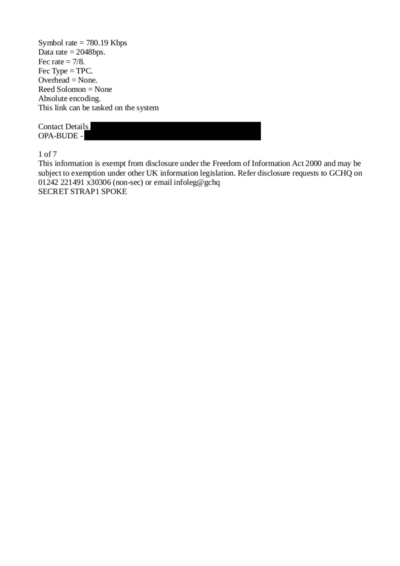 Symbol rate = 780.19 Kbps
Data rate = 2048bps.
Fec rate = 7/8.
Fec Type = TPC.
Overhead = None.
Reed Solomon = None
Absolute encoding.
This link can be tasked on the system
Contact Details
OPA-BUDE -
1 of 7
This information is exempt from disclosure under the Freedom of Information Act 2000 and may be
subject to exemption under other UK information legislation. Refer disclosure requests to GCHQ on
01242 221491 x30306 (non-sec) or email infoleg@gchq
SECRET STRAP1 SPOKE